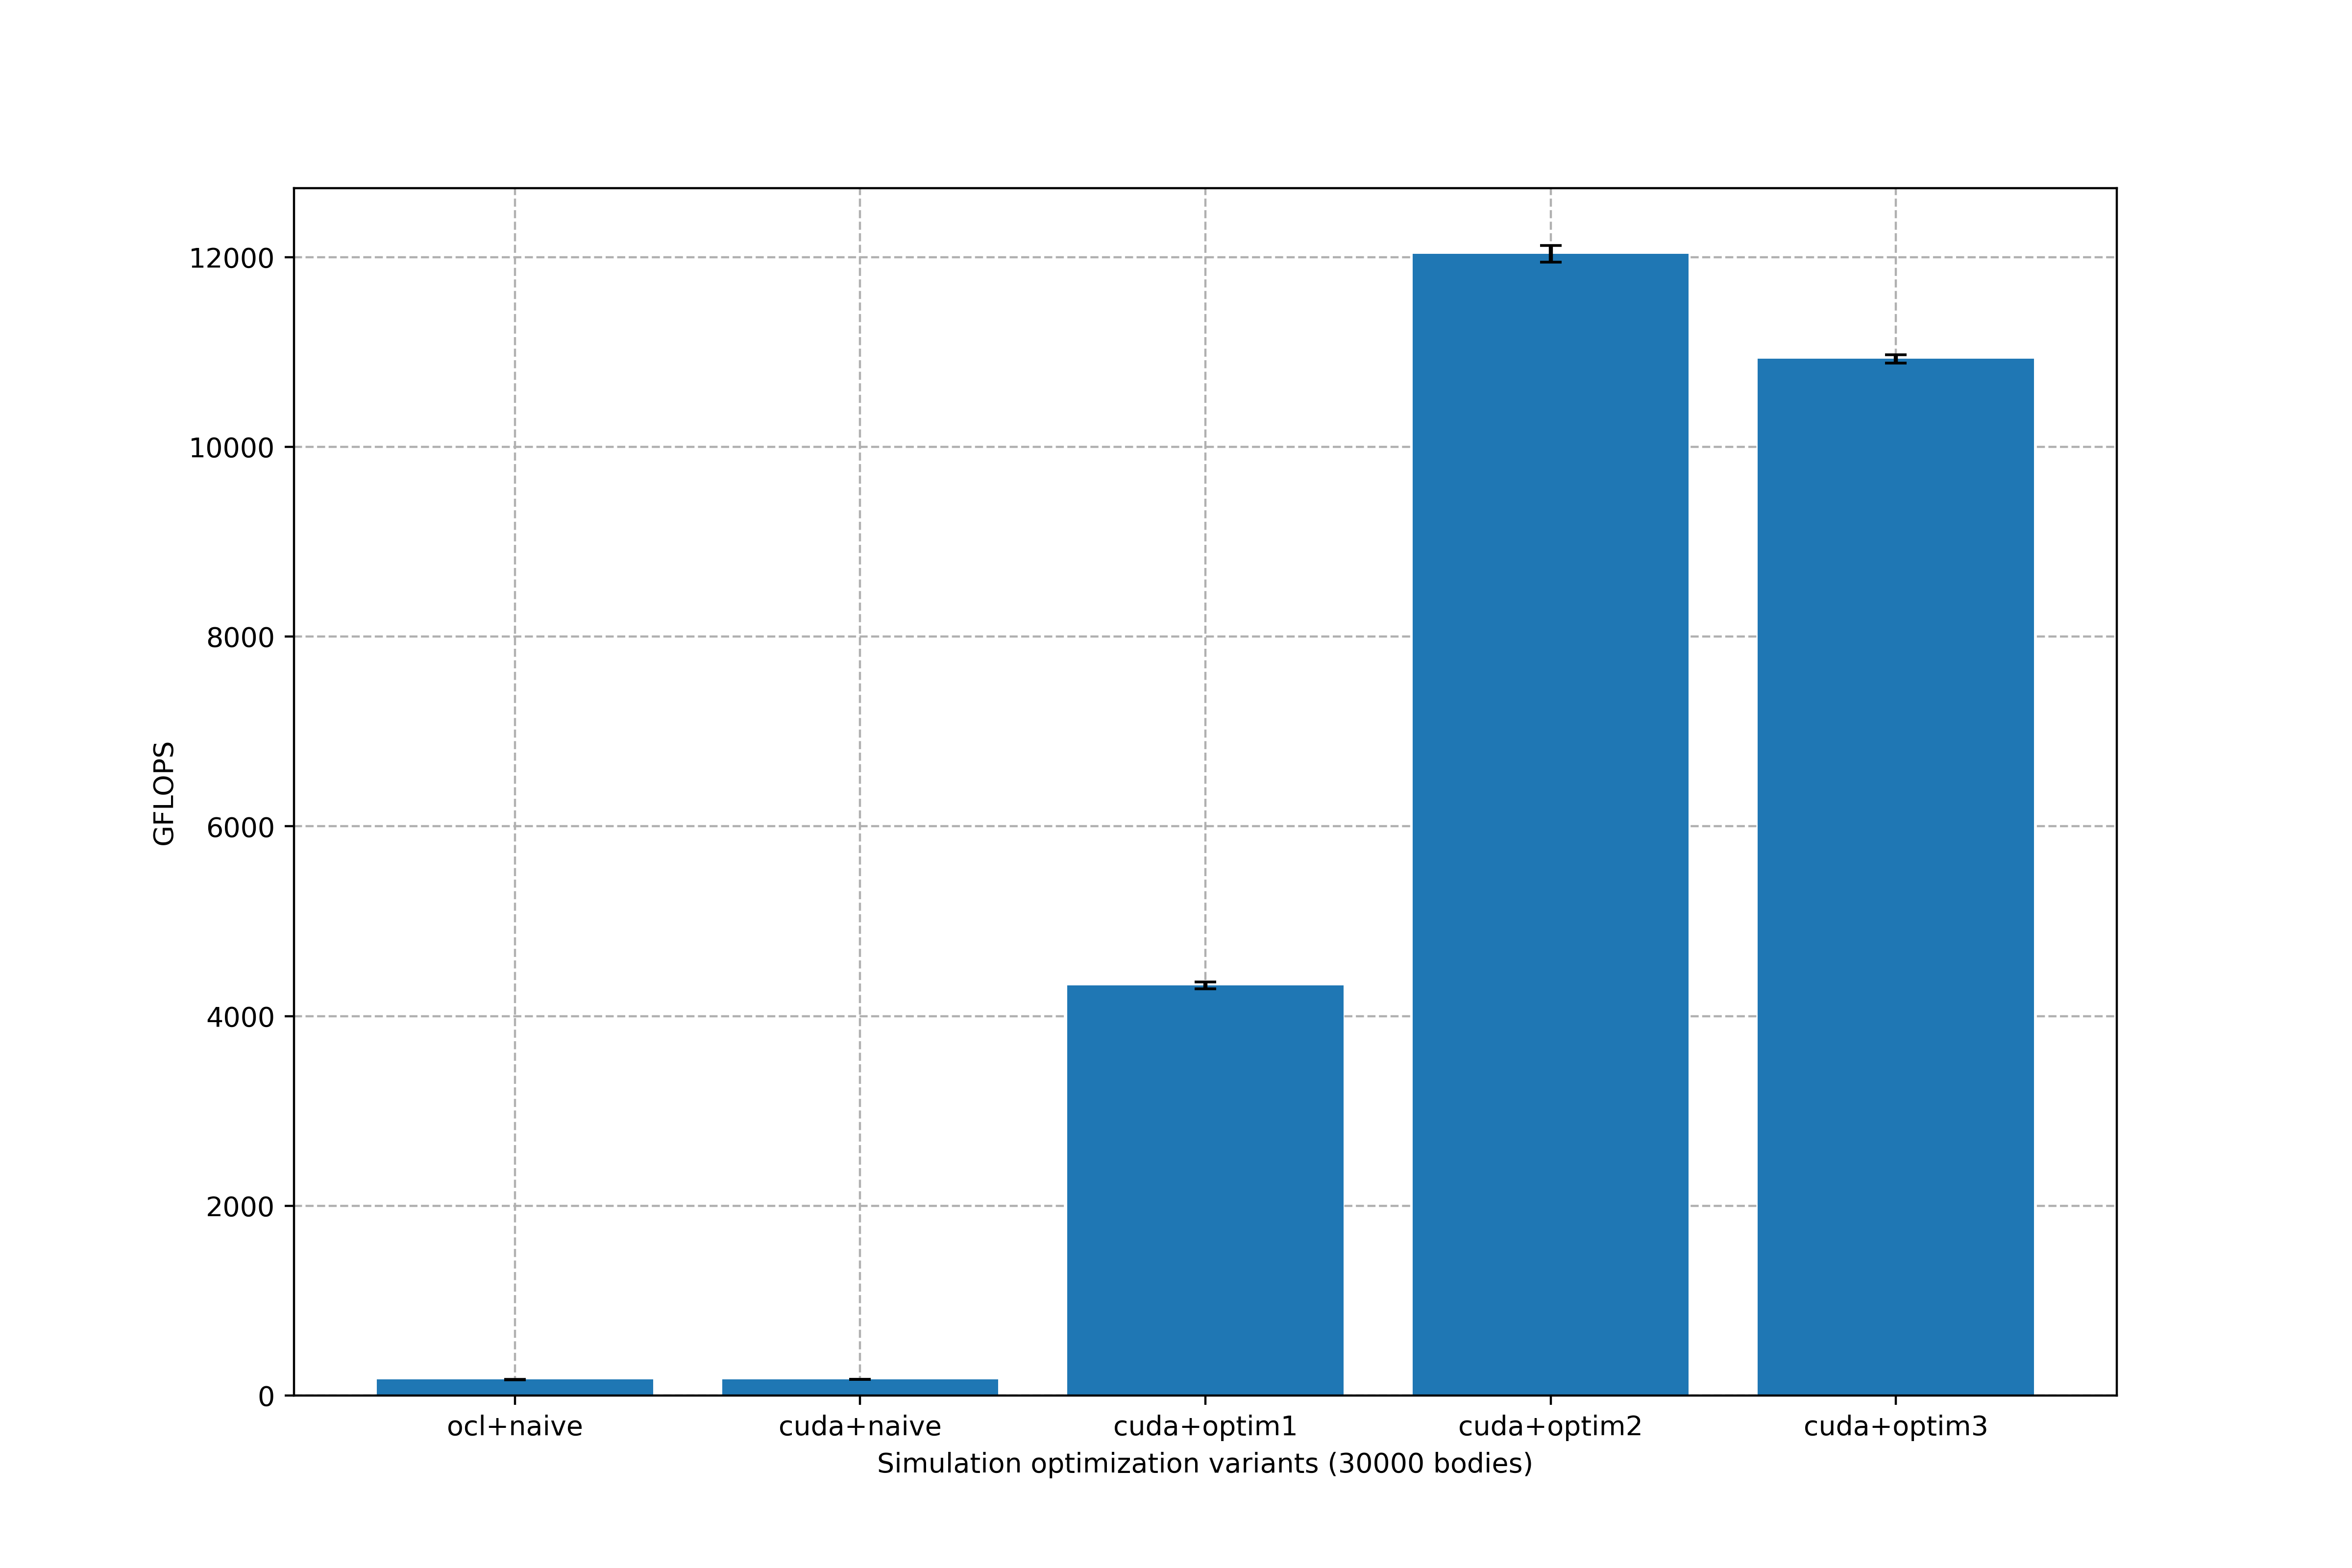 12000
10000
8000
6000
4000
2000
0
GFLOPS
ocl+naive cuda+naive cuda+optim1 cuda+optim2 cuda+optim3
Simulation optimization variants (30000 bodies)